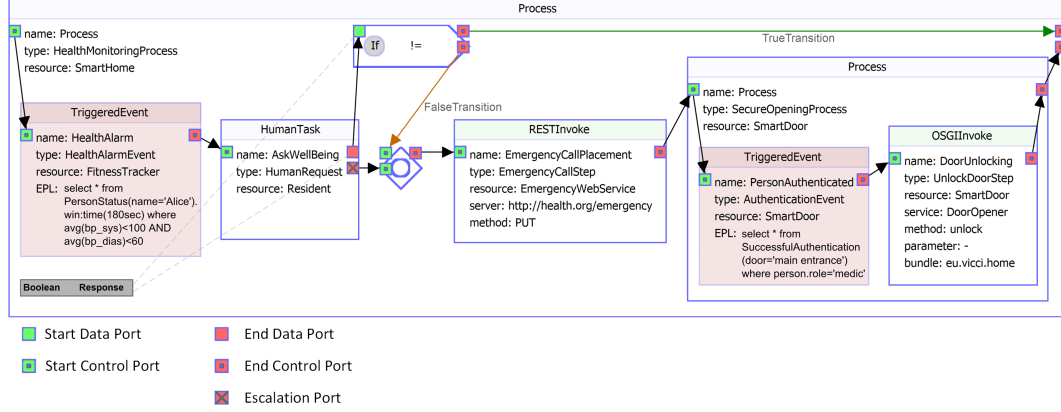 Process
name: Process
type: HealthMonitoringProcess
resource: SmartHome
If !=
TrueTransition
FalseTransition
TriggeredEvent
name: HealthAlarm
type: HealthAlarmEvent
resource: FitnessTracker
EPL: select * from
PersonStatus(name='Alice').
win:time(180sec) where
avg(bp_sys)<100 AND
avg(bp_dias)<60
HumanTask
name: AskWellBeing
type: HumanRequest
resource: Resident
RESTInvoke
name: EmergencyCallPlacement
type: EmergencyCallStep
resource: EmergencyWebService
server: http://health.org/emergency
method: PUT
Process
name: Process
type: SecureOpeningProcess
resource: SmartDoor
TriggeredEvent
name: PersonAuthenticated
type: AuthenticationEvent
resource: SmartDoor
EPL: select * from
SuccessfulAuthentication
(door='main entrance')
where person.role='medic'
OSGIInvoke
name: DoorUnlocking
type: UnlockDoorStep
resource: SmartDoor
service: DoorOpener
method: unlock
parameter: -
bundle: eu.vicci.home
Boolean Response
Start Data Port
End Data Port
Start Control Port
End Control Port
Escalation Port